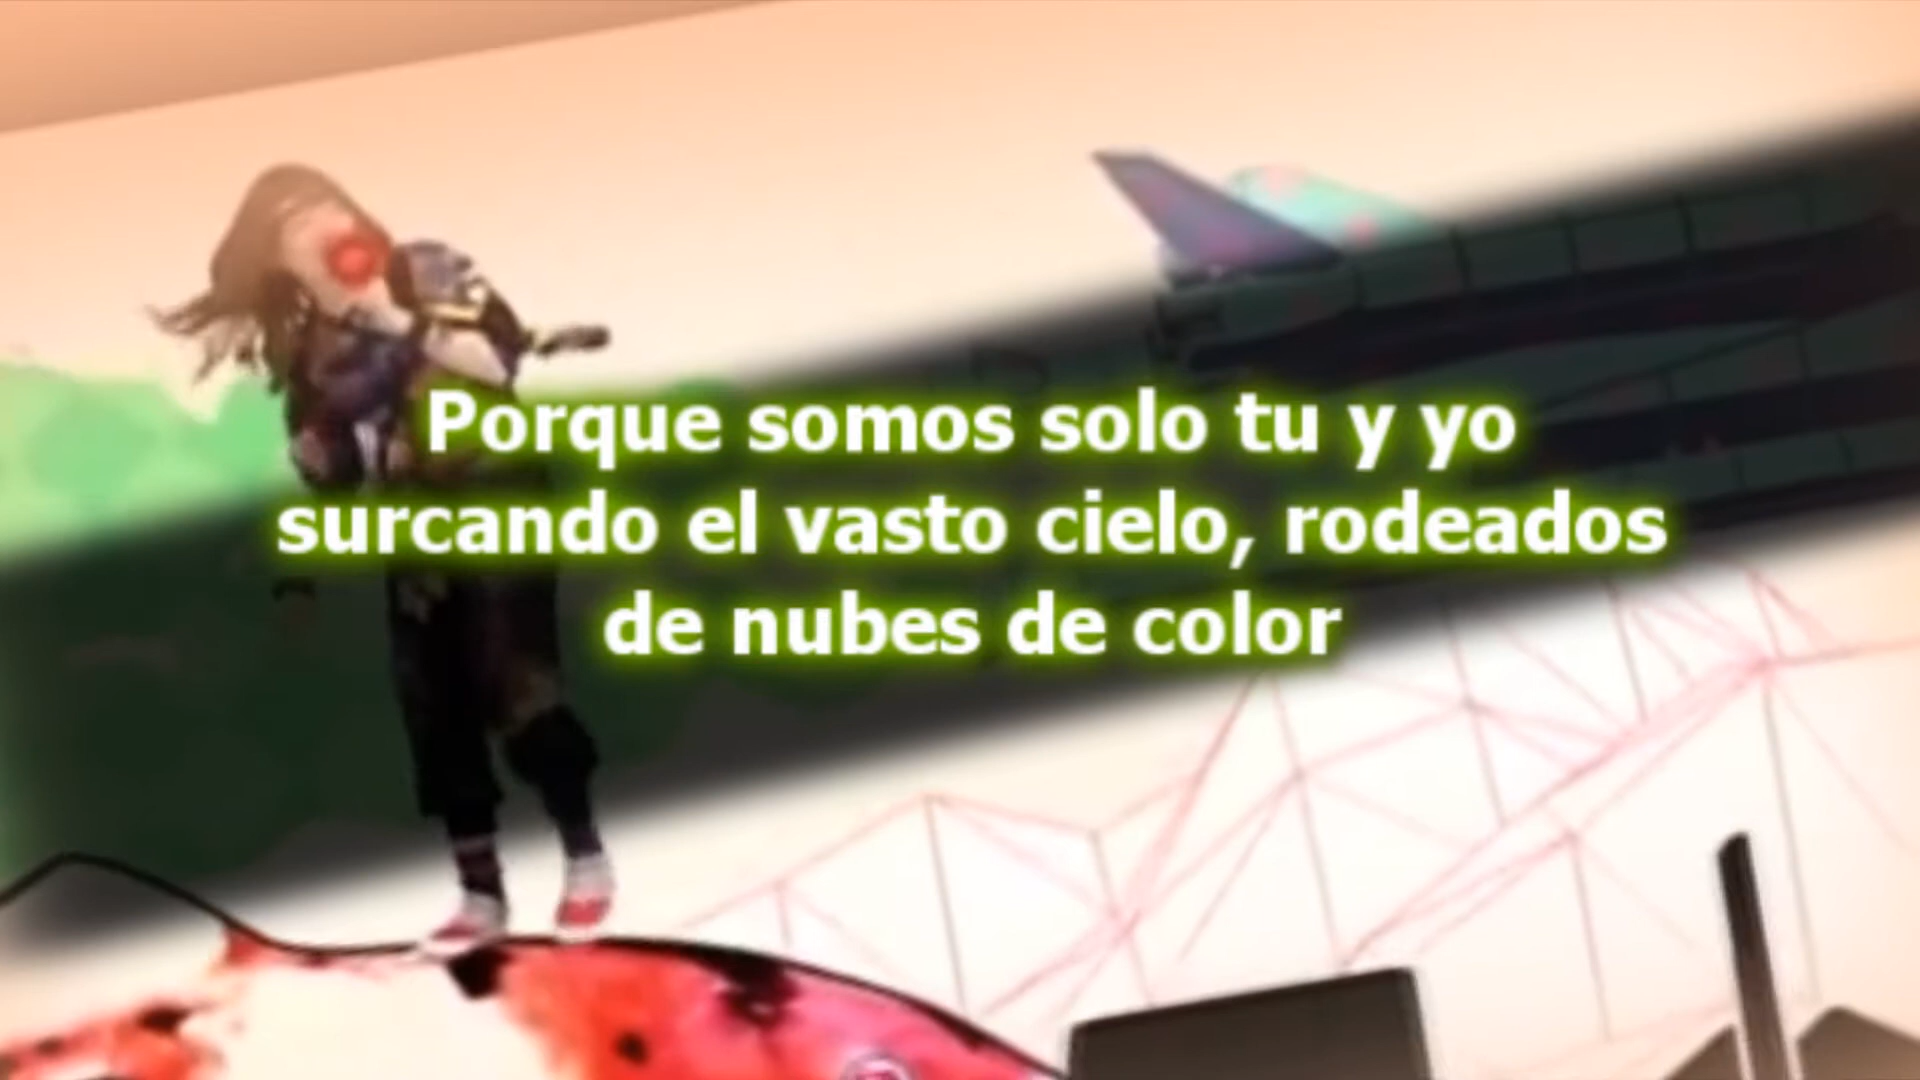 Porque somos solo tu y yo
surcando el vasto cielo, rodeados
de nubes de color